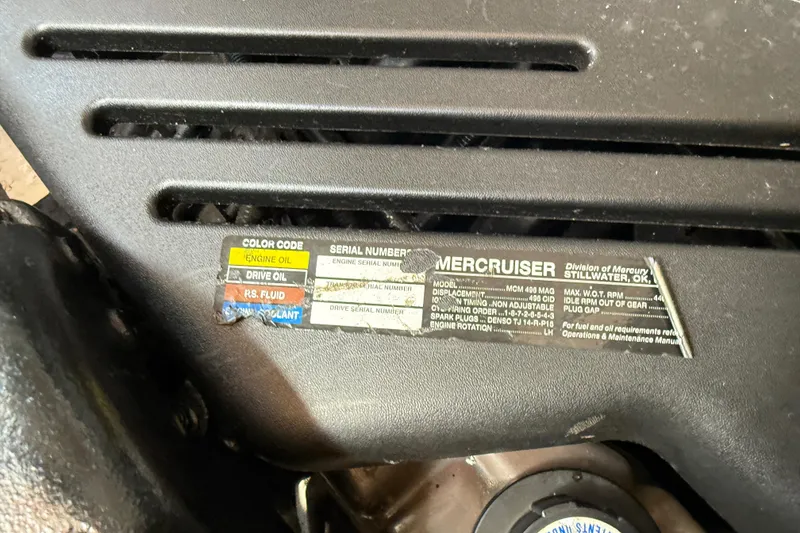 COLOR CODE
ENGINE OIL
DRIVE OIL
P.S. FLUID
COOLANT
SERIAL NUMBERS
ENGINE SERIAL NUMBER
SERIAL NUMBER
DRIVE SERIAL NUMBER
MERCRUISER
MODEL MCM 496 MAG
DISPLACEMENT 496 CID
TIMING .NON ADJUSTABLE
FIRING ORDER ...1-8-7-2-6-5-4-3
SPARK PLUGS ... DENSO TJ 14-R-P15
ENGINE ROTATION LH
Division of Mercury
STILLWATER, OK,
MAX. W.O.T. RPM
IDLE RPM OUT OF GEAR
PLUG GAP
For fuel and oil requirements refer
Operations & Maintenance Manual